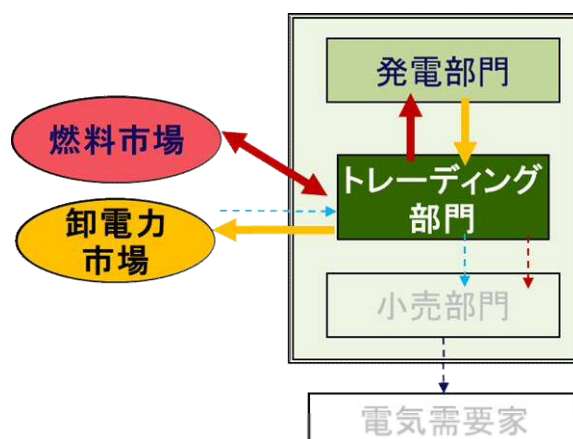 発電部門
燃料市場
トレーディング
部門
卸電力
市場
小売部門
電気需要家